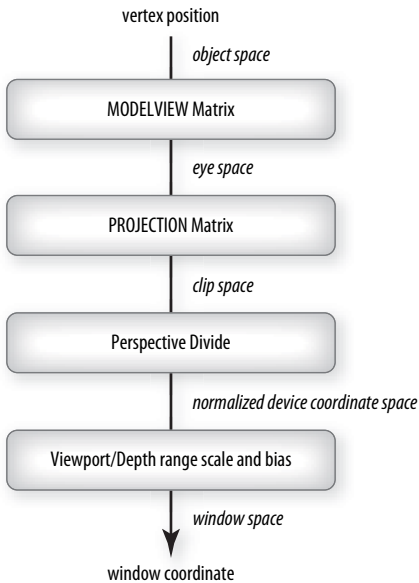 vertex position
object space
MODELVIEW Matrix
eye space
PROJECTION Matrix
clip space
Perspective Divide
normalized device coordinate space
Viewport/Depth range scale and bias
window space
window coordinate